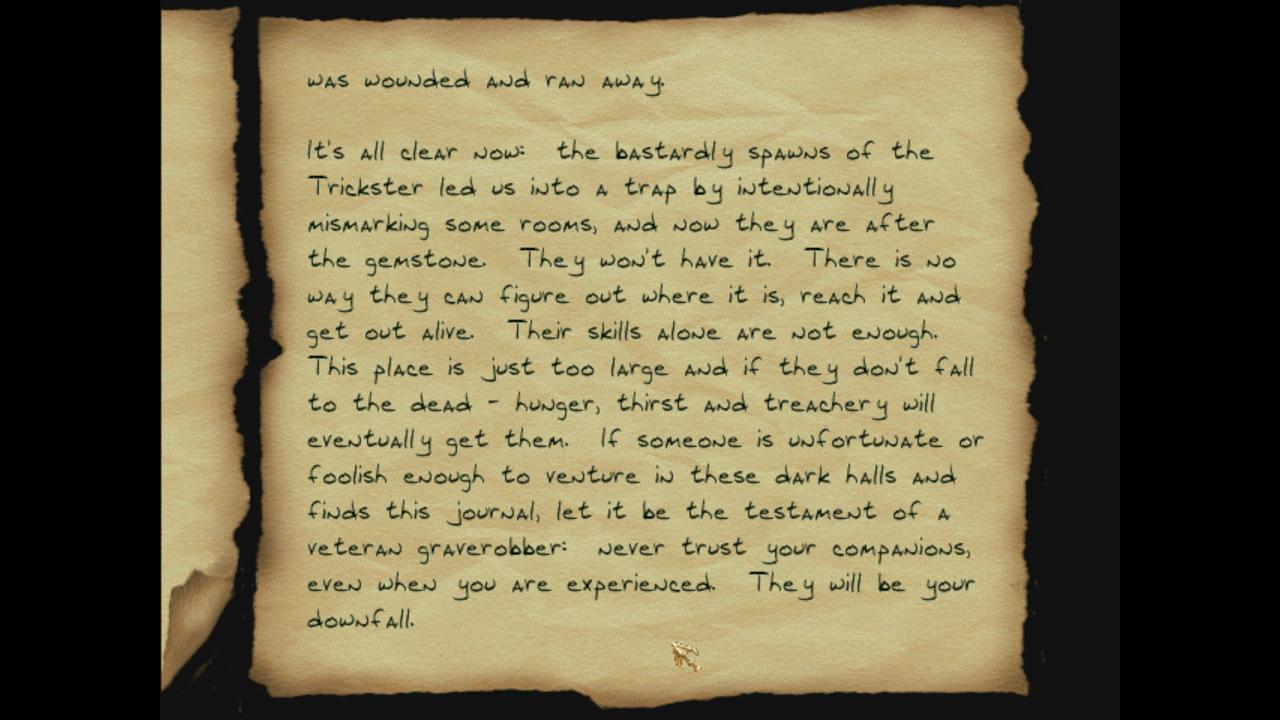 was wounded and ran away.
It's all clear now: the bastardly spawns of the
Trickster led us into a trap by intentionally
mismarking some rooms, and now they are after
the gemstone. They won't have it. There is no
way they can figure out where it is, reach it and
get out alive. Their skills alone are not enough.
This place is just too large and if they don't fall
to the dead - hunger, thirst and treachery will
eventually get them. If someone is unfortunate or
foolish enough to venture in these dark halls and
finds this journal, let it be the testament of a
veteran graverobber: never trust your companions,
even when you are experienced. They will be your
downfall.